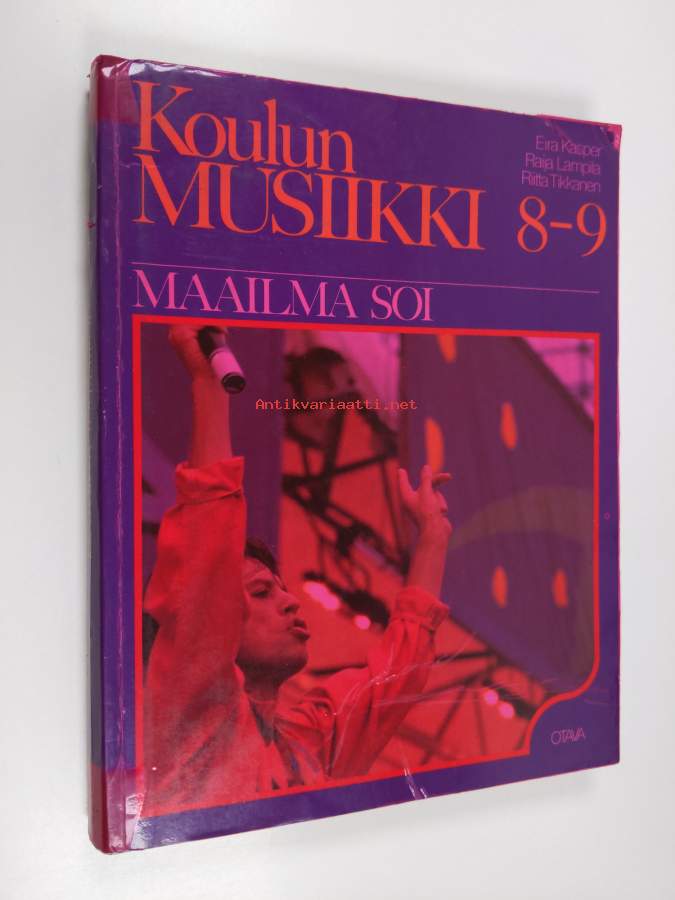 Koulun
MUSIIKKI 8-9
Eira Kasper
Raija Lampila
Riitta Tikkanen
MAAILMA SOI
Antikvariaatti.net
OTAVA